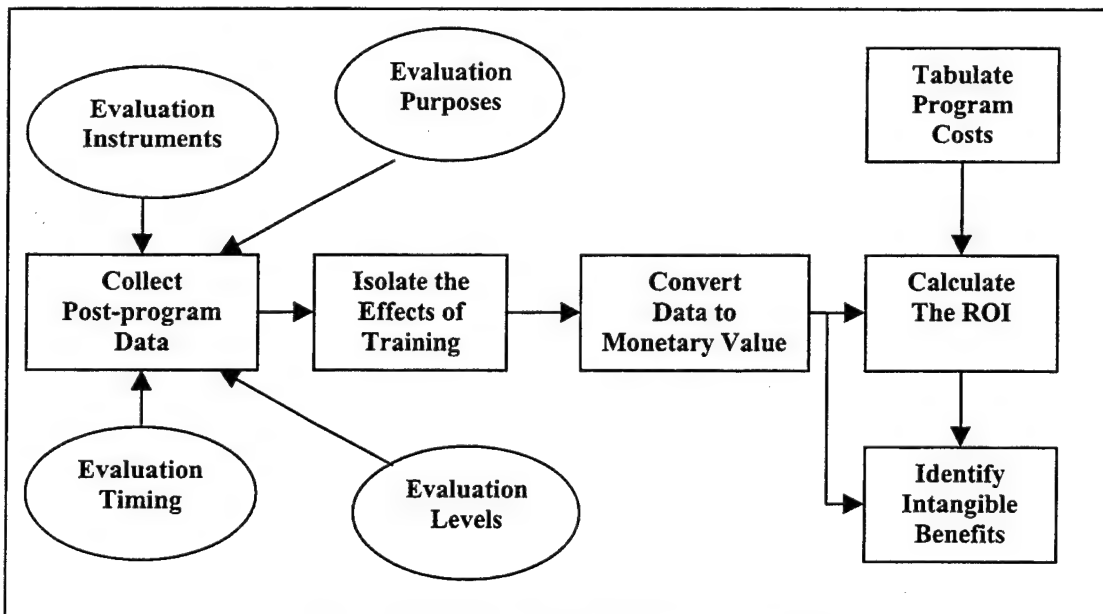 Evaluation
Instruments
Evaluation
Purposes
Tabulate
Program
Costs
Collect
Post-program
Data
Isolate the
Effects of
Training
Convert
Data to
Monetary Value
Calculate
The ROI
Evaluation
Timing
Evaluation
Levels
Identify
Intangible
Benefits